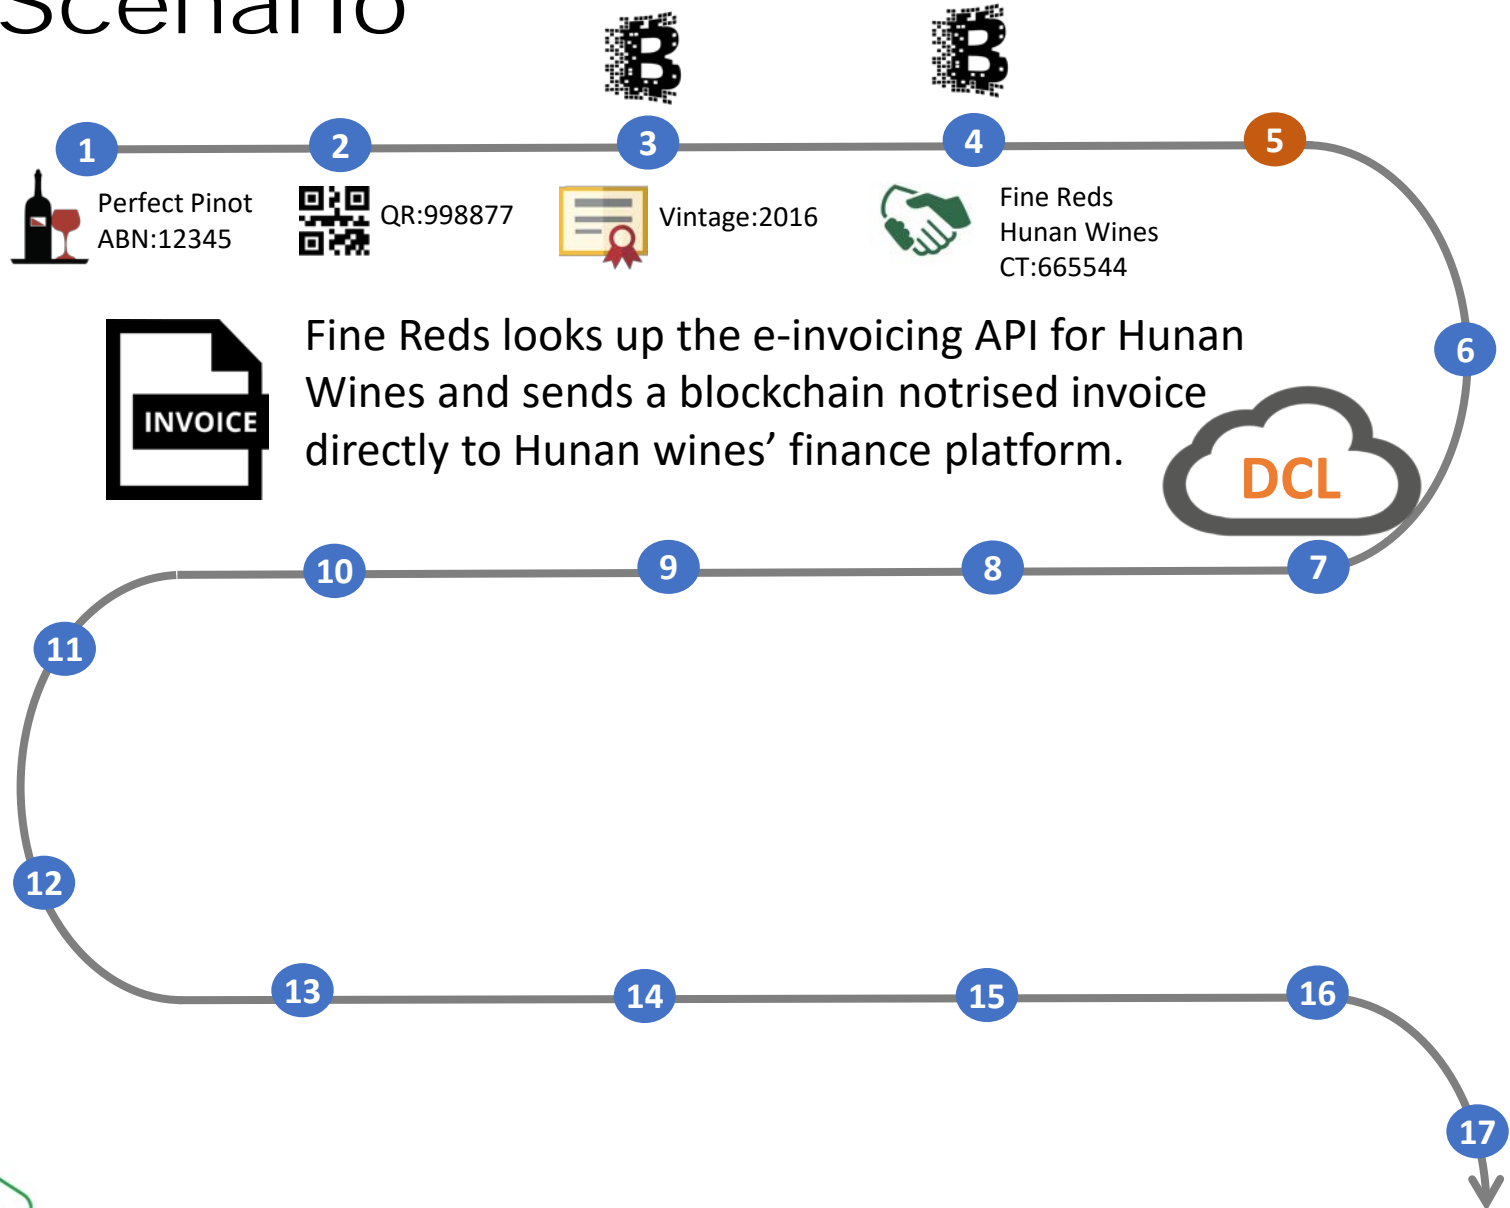 Scenario
1
2
3
4
5
Perfect Pinot
ABN:12345
QR:998877
Vintage:2016
Fine Reds
Hunan Wines
CT:665544
6
INVOICE
Fine Reds looks up the e-invoicing API for Hunan
Wines and sends a blockchain notrised invoice
directly to Hunan wines’ finance platform.
DCL
10
9
8
7
11
12
13
14
15
16
17